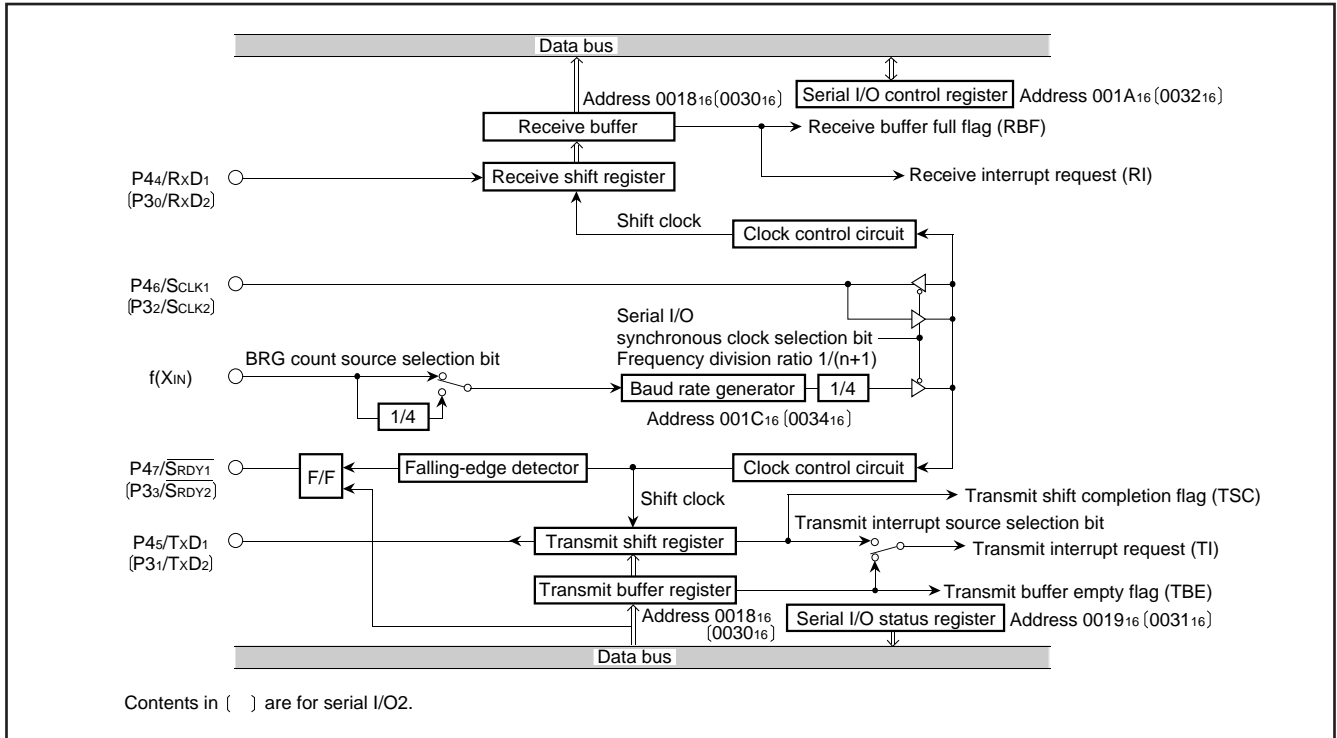 Data bus
Address 0018₁₆ (0030₁₆)
Serial I/O control register
Address 001A₁₆ (0032₁₆)
Receive buffer
Receive buffer full flag (RBF)
P4₄/RxD₁
(P3₀/RxD₂)
Receive shift register
Receive interrupt request (RI)
Shift clock
Clock control circuit
P4₆/SCLK1
(P3₂/SCLK2)
Serial I/O
synchronous clock selection bit
Frequency division ratio 1/(n+1)
BRG count source selection bit
f(XIN)
Baud rate generator
1/4
1/4
Address 001C₁₆ (0034₁₆)
P4₇/S̅R̅D̅Y̅1̅
(P3₃/S̅R̅D̅Y̅2̅)
F/F
Falling-edge detector
Clock control circuit
Shift clock
Transmit shift completion flag (TSC)
Transmit interrupt source selection bit
P4₅/TxD₁
(P3₁/TxD₂)
Transmit shift register
Transmit interrupt request (TI)
Transmit buffer register
Transmit buffer empty flag (TBE)
Address 0018₁₆
(0030₁₆)
Serial I/O status register
Address 0019₁₆ (0031₁₆)
Data bus
Contents in ( ) are for serial I/O2.